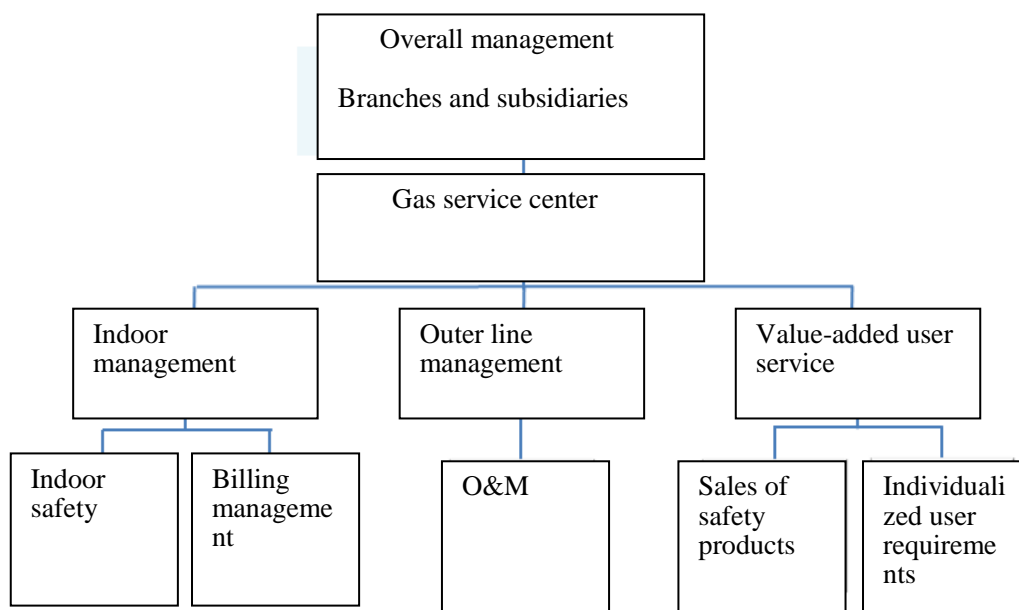 Overall management
Branches and subsidiaries
Gas service center
Indoor
management
Outer line
management
Value-added user
service
Indoor
safety
Billing
manageme
nt
O&M
Sales of
safety
products
Individuali
zed user
requireme
nts